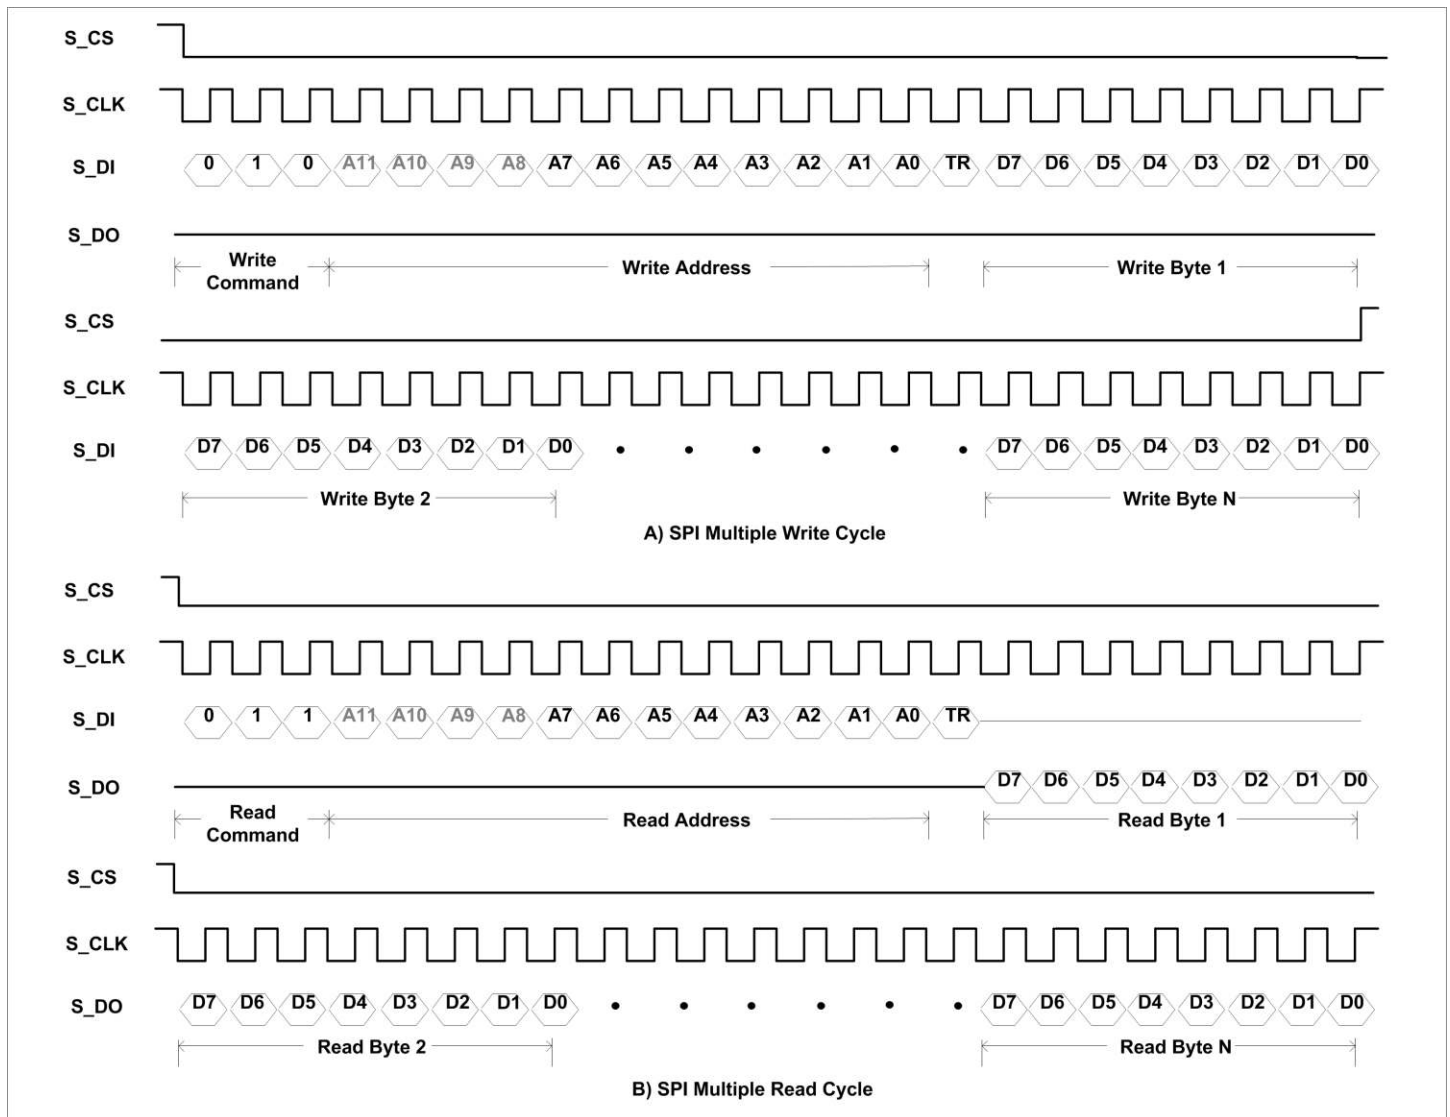 S_CS
S_CLK
S_DI 0 1 0 A11 A10 A9 A8 A7 A6 A5 A4 A3 A2 A1 A0 TR D7 D6 D5 D4 D3 D2 D1 D0
S_DO
Write Command Write Address Write Byte 1
S_CS
S_CLK
S_DI D7 D6 D5 D4 D3 D2 D1 D0 • • • • • • D7 D6 D5 D4 D3 D2 D1 D0
Write Byte 2 Write Byte N
A) SPI Multiple Write Cycle
S_CS
S_CLK
S_DI 0 1 1 A11 A10 A9 A8 A7 A6 A5 A4 A3 A2 A1 A0 TR
S_DO D7 D6 D5 D4 D3 D2 D1 D0
Read Command Read Address Read Byte 1
S_CS
S_CLK
S_DO D7 D6 D5 D4 D3 D2 D1 D0 • • • • • • D7 D6 D5 D4 D3 D2 D1 D0
Read Byte 2 Read Byte N
B) SPI Multiple Read Cycle